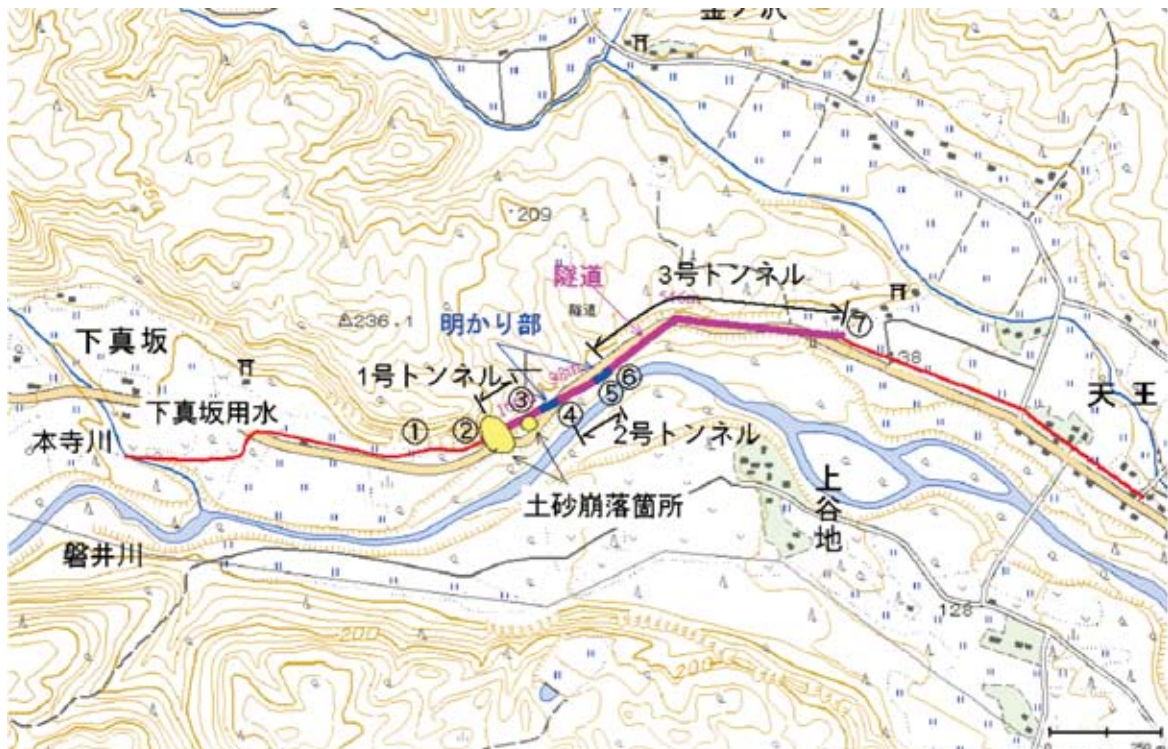 209
3号トンネル
隧道
隧道
△236.1
明かり部
下真坂
1号トンネル
③
⑦
138
⑥
⑤
天王
下真坂用水
①
②
④
2号トンネル
本寺川
土砂崩落箇所
上谷地
磐井川
128
200
200
250